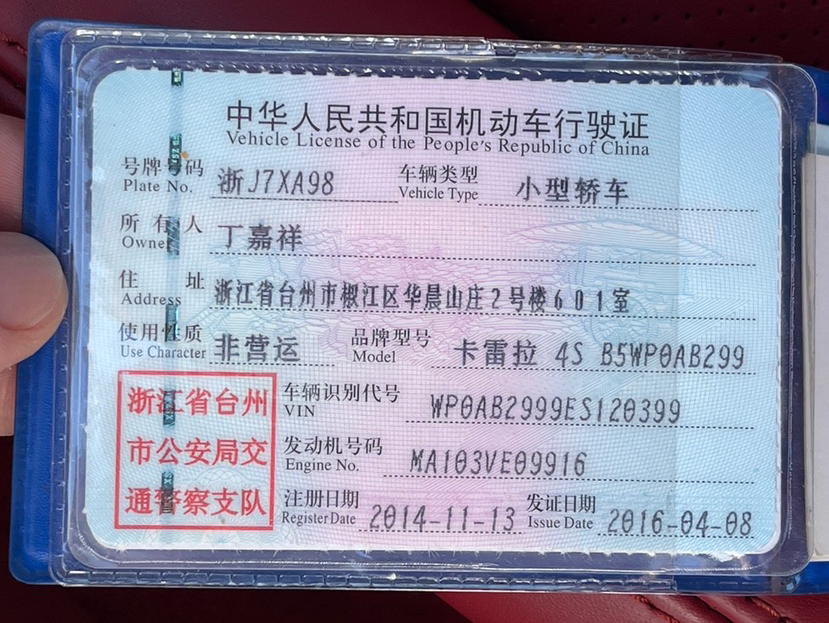 中华人民共和国机动车行驶证
Vehicle License of the People's Republic of China
号牌号码 浙J7XA98 车辆类型 小型轿车
Plate No. Vehicle Type
所有人 丁嘉祥
Owner
住址 浙江省台州市椒江区华晨山庄2号楼601室
Address
使用性质 非营运 品牌型号 卡雷拉 4S B5WP0AB299
Use Character Model
浙江省台州 车辆识别代号 WP0AB2999ES120399
VIN
市公安局交 发动机号码 MA103VE09916
Engine No.
通警察支队 注册日期 2014-11-13 发证日期 2016-04-08
Register Date Issue Date